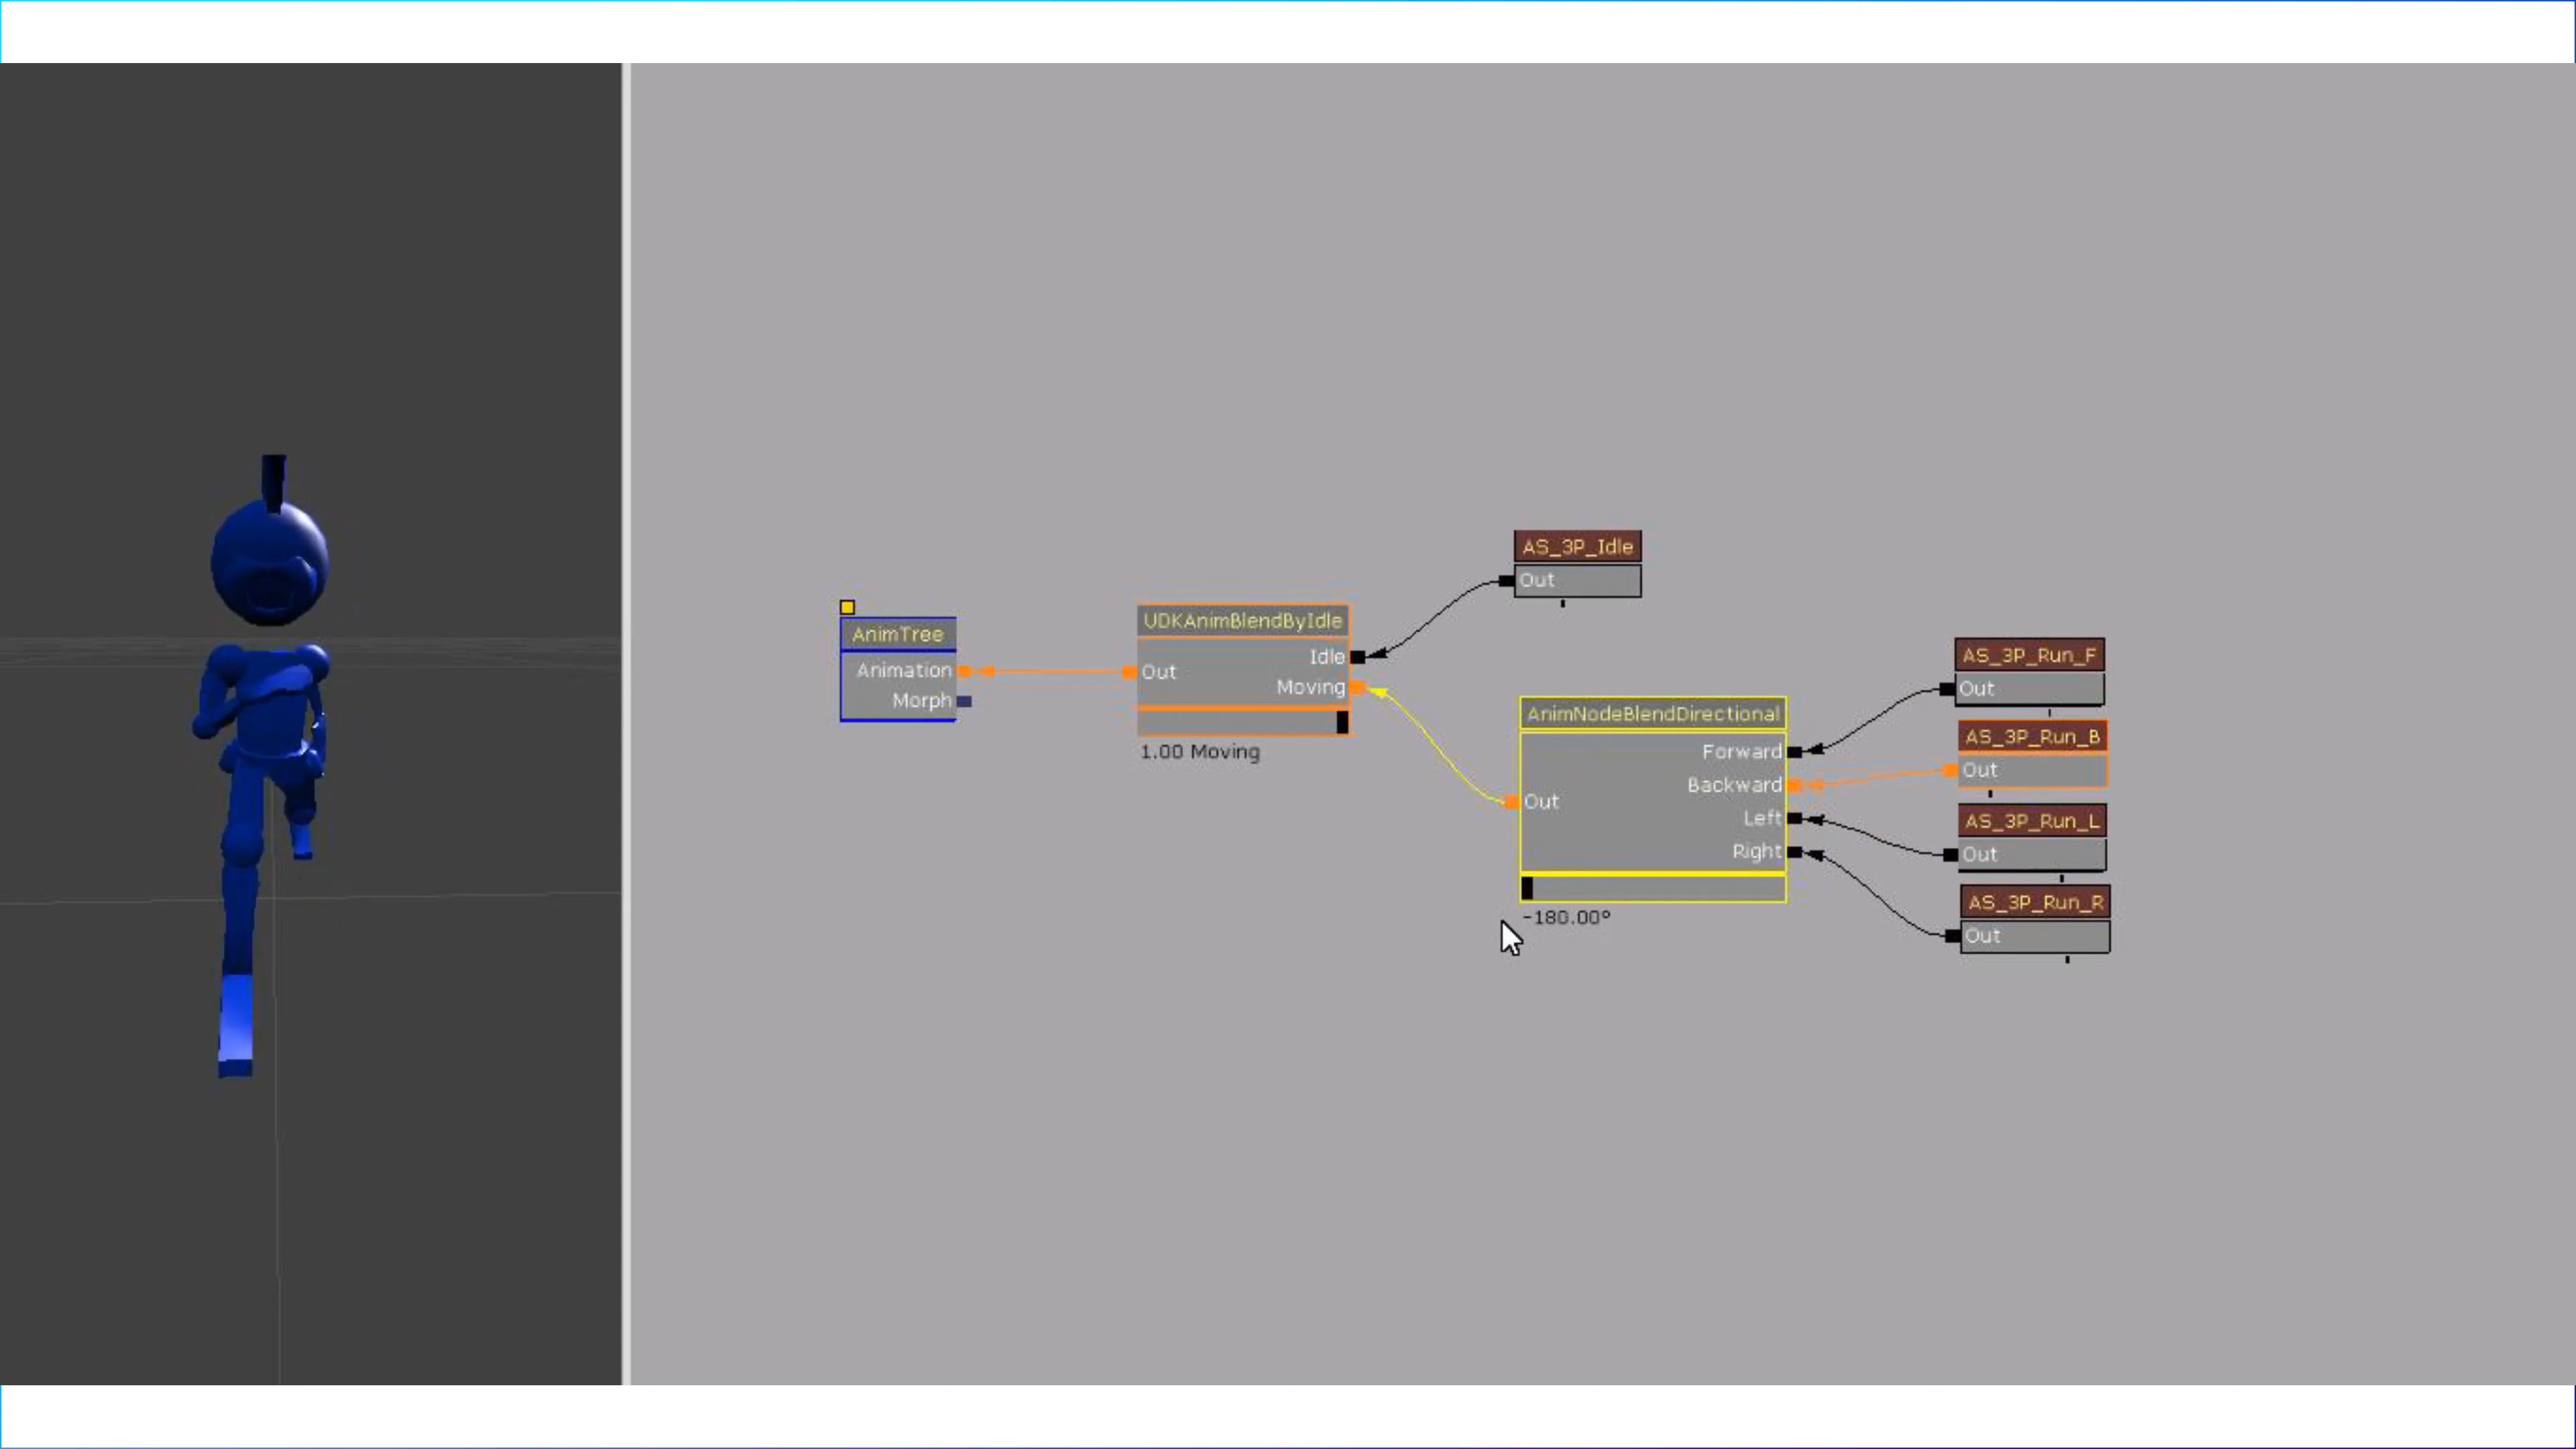 AnimTree
Animation
Morph
UDKAnimBlendByIdle
Idle
Out
Moving
1.00 Moving
AS_3P_Idle
Out
AnimNodeBlendDirectional
Forward
Backward
Out
Left
Right
-180.00°
AS_3P_Run_F
Out
AS_3P_Run_B
Out
AS_3P_Run_L
Out
AS_3P_Run_R
Out